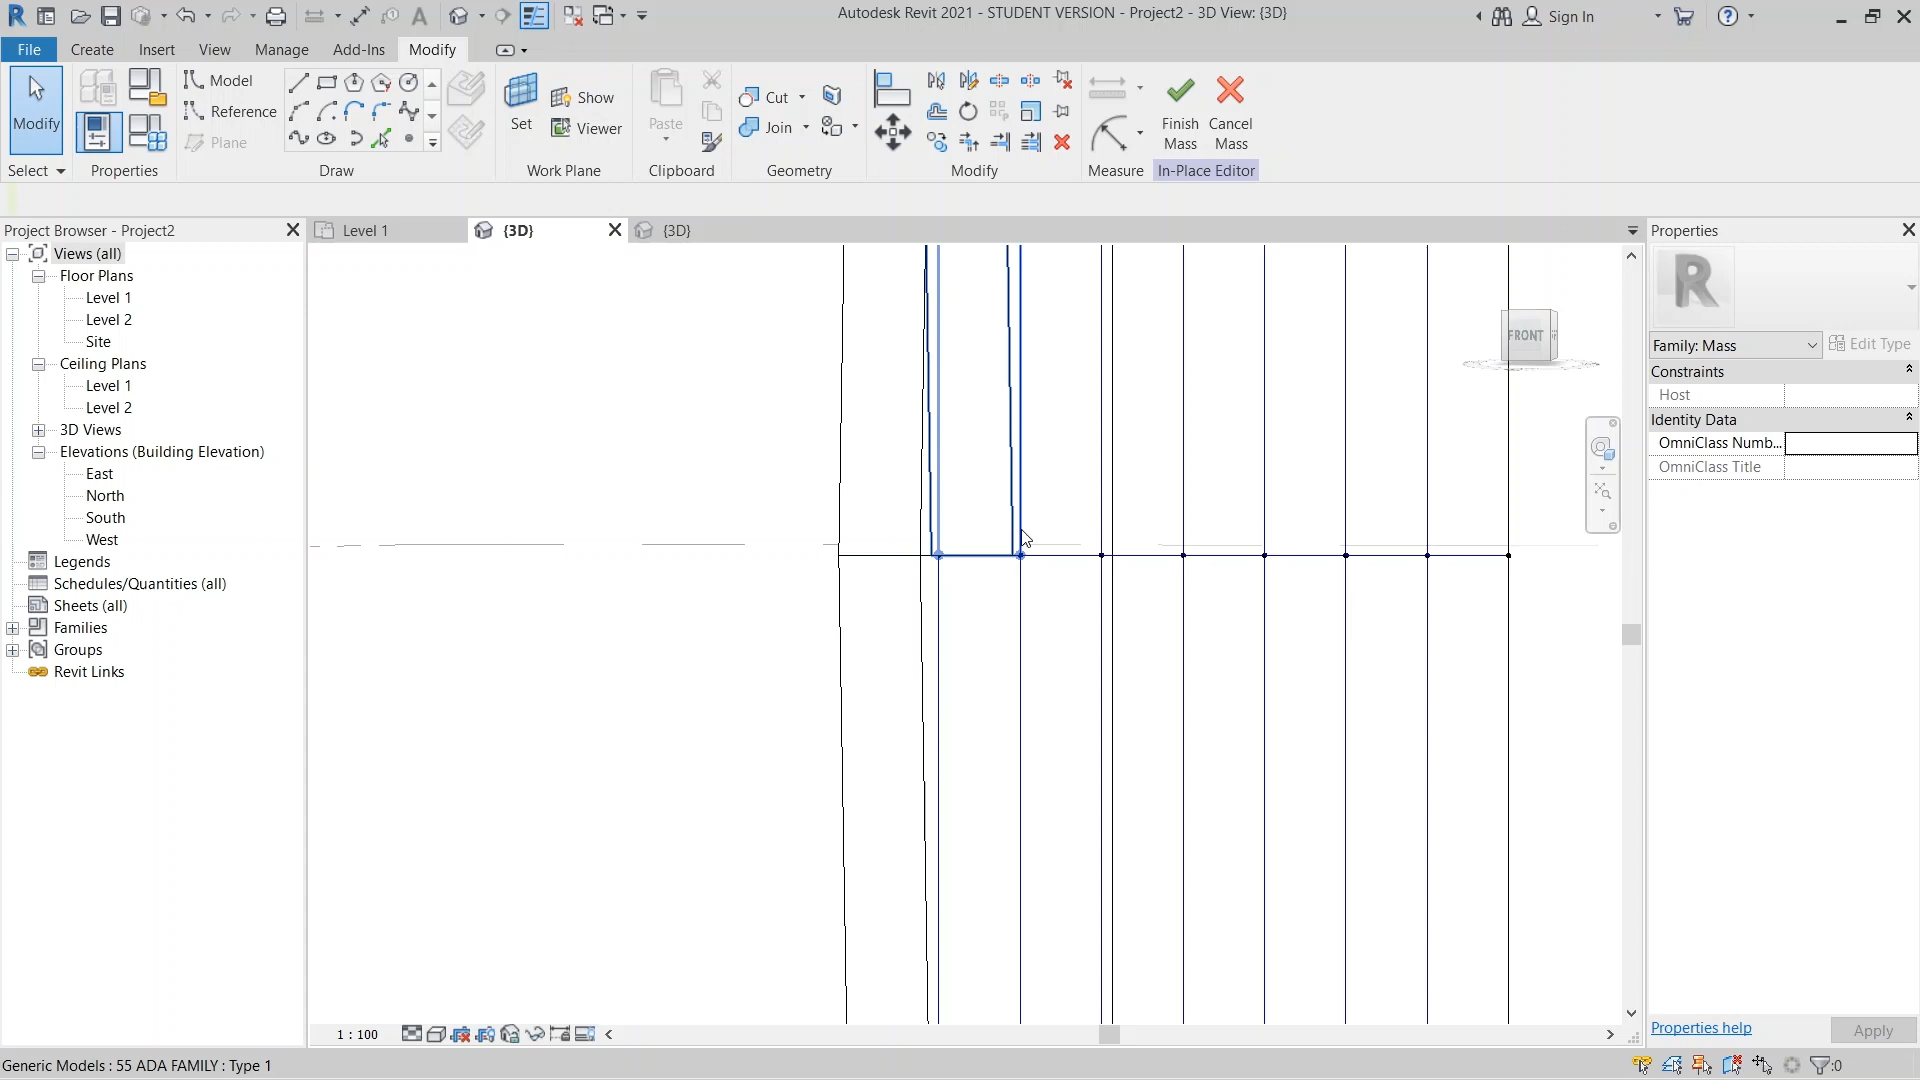 Autodesk Revit 2021 - STUDENT VERSION - Project2 - 3D View: {3D}
Sign In
File
Create
Insert
View
Manage
Add-Ins
Modify
Modify
Model
Reference
Plane
Set
Show
Viewer
Paste
Cut
Join
Finish
Mass
Cancel
Mass
Select
Properties
Draw
Work Plane
Clipboard
Geometry
Modify
Measure
In-Place Editor
Project Browser - Project2
Level 1
{3D}
{3D}
Properties
Views (all)
Floor Plans
Level 1
Level 2
Site
Ceiling Plans
Level 1
Level 2
3D Views
Elevations (Building Elevation)
East
North
South
West
Legends
Schedules/Quantities (all)
Sheets (all)
Families
Groups
Revit Links
FRONT
Family: Mass
Edit Type
Constraints
Host
Identity Data
OmniClass Numb...
OmniClass Title
Properties help
Apply
1 : 100
Generic Models : 55 ADA FAMILY : Type 1
:0